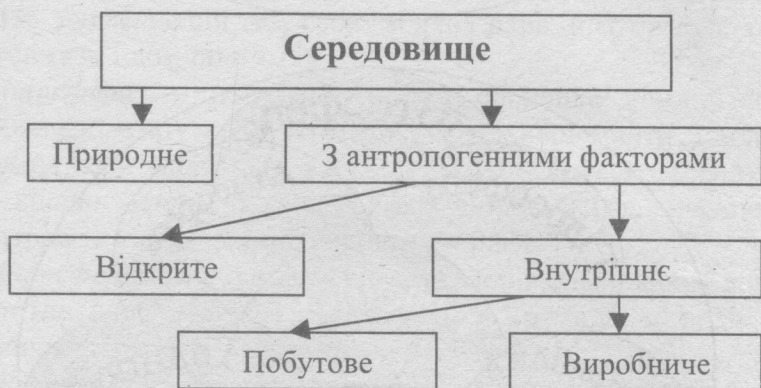 Середовище
Природне
З антропогенними факторами
Відкрите
Внутрішнє
Побутове
Виробниче